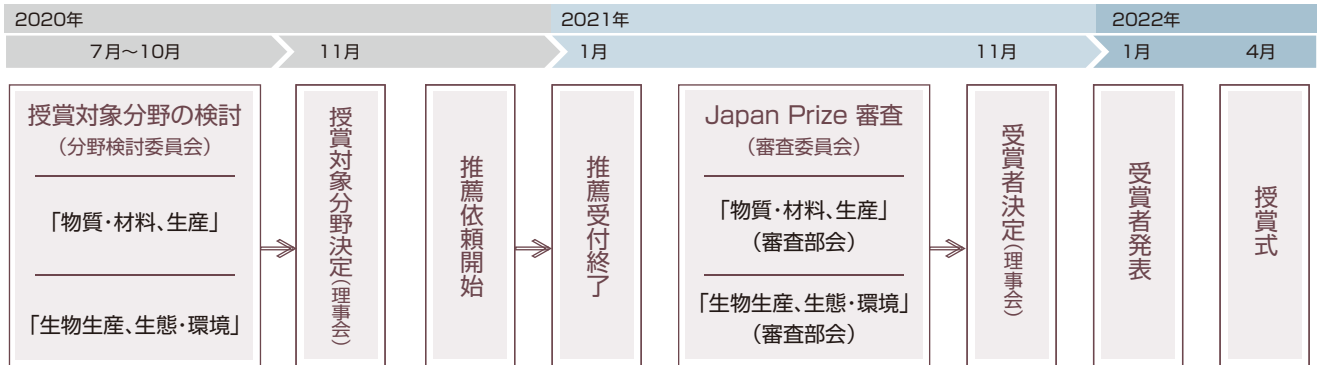 2020年
2021年
2022年
7月~10月
11月
1月
11月
1月
4月
授賞対象分野の検討
(分野検討委員会)
「物質・材料、生産」
「生物生産、生態・環境」
授賞対象分野決定(理事会)
推薦依頼開始
推薦受付終了
Japan Prize 審査
(審査委員会)
「物質・材料、生産」
(審査部会)
「生物生産、生態・環境」
(審査部会)
受賞者決定(理事会)
受賞者発表
授賞式